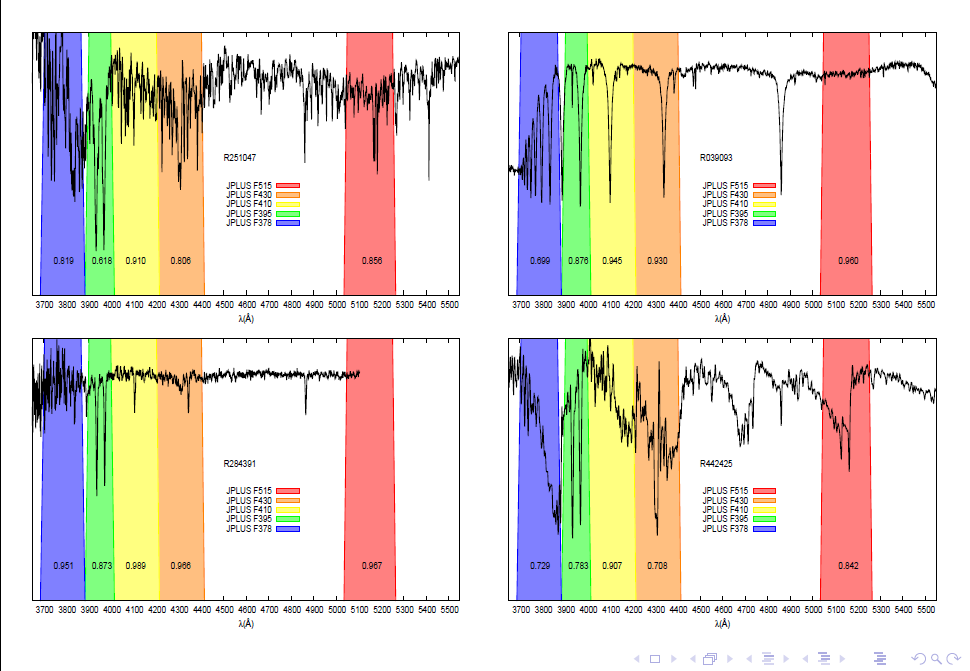 R251047
JPLUS F515
JPLUS F430
JPLUS F410
JPLUS F395
JPLUS F378
0.819 0.618 0.910 0.806 0.856
3700 3800 3900 4000 4100 4200 4300 4400 4500 4600 4700 4800 4900 5000 5100 5200 5300 5400 5500
λ(Å)
R039093
JPLUS F515
JPLUS F430
JPLUS F410
JPLUS F395
JPLUS F378
0.699 0.876 0.945 0.930 0.960
3700 3800 3900 4000 4100 4200 4300 4400 4500 4600 4700 4800 4900 5000 5100 5200 5300 5400 5500
λ(Å)
R284391
JPLUS F515
JPLUS F430
JPLUS F410
JPLUS F395
JPLUS F378
0.951 0.873 0.989 0.966 0.967
3700 3800 3900 4000 4100 4200 4300 4400 4500 4600 4700 4800 4900 5000 5100 5200 5300 5400 5500
λ(Å)
R442425
JPLUS F515
JPLUS F430
JPLUS F410
JPLUS F395
JPLUS F378
0.729 0.783 0.907 0.708 0.842
3700 3800 3900 4000 4100 4200 4300 4400 4500 4600 4700 4800 4900 5000 5100 5200 5300 5400 5500
λ(Å)